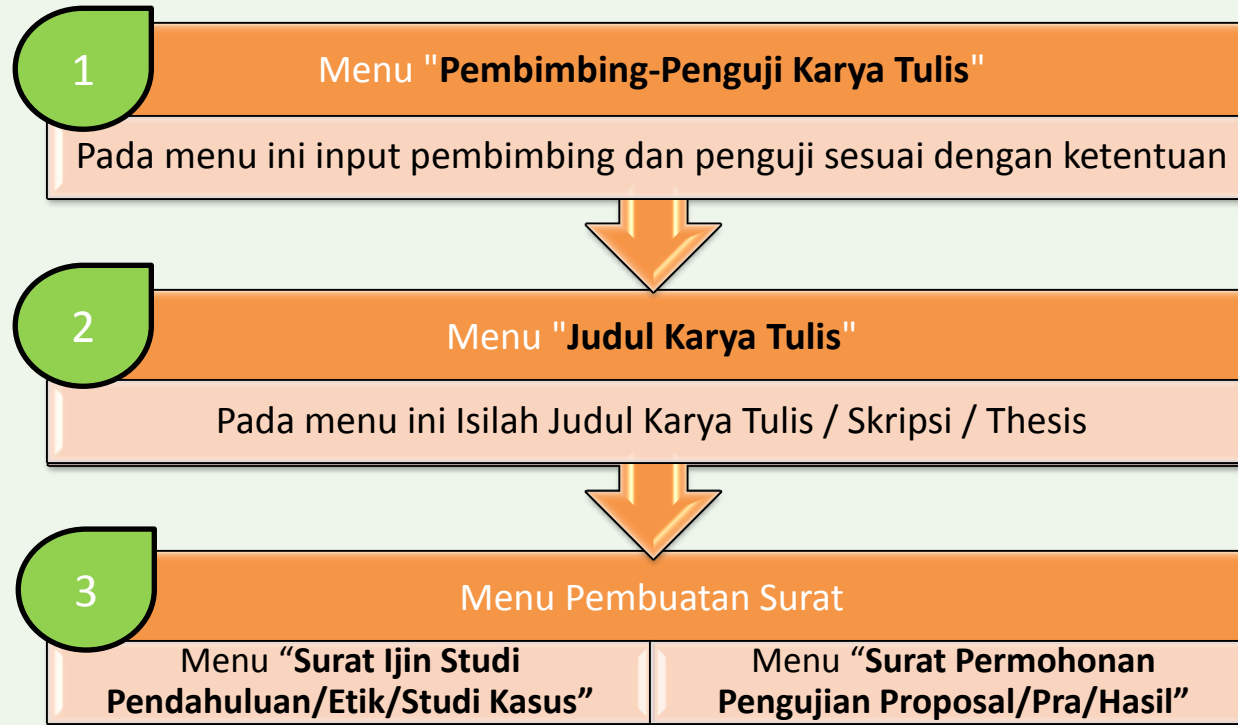 1
Menu "Pembimbing-Penguji Karya Tulis"
Pada menu ini input pembimbing dan penguji sesuai dengan ketentuan
2
Menu "Judul Karya Tulis"
Pada menu ini Isilah Judul Karya Tulis / Skripsi / Thesis
3
Menu Pembuatan Surat
Menu “Surat Ijin Studi
Pendahuluan/Etik/Studi Kasus”
Menu “Surat Permohonan
Pengujian Proposal/Pra/Hasil”